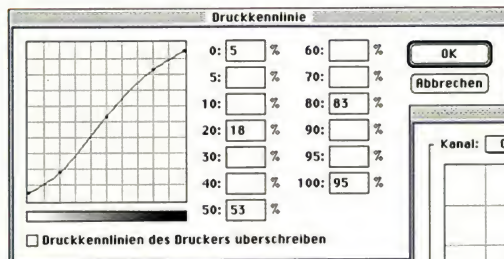 Druckkennlinie
0: 5 % 60: %
5: % 70: %
10: % 80: 83 %
20: 18 % 90: %
30: % 95: %
40: % 100: 95 %
50: 53 %
OK
Abbrechen
Kanal:
☐ Druckkennlinien des Druckers uberschreiben